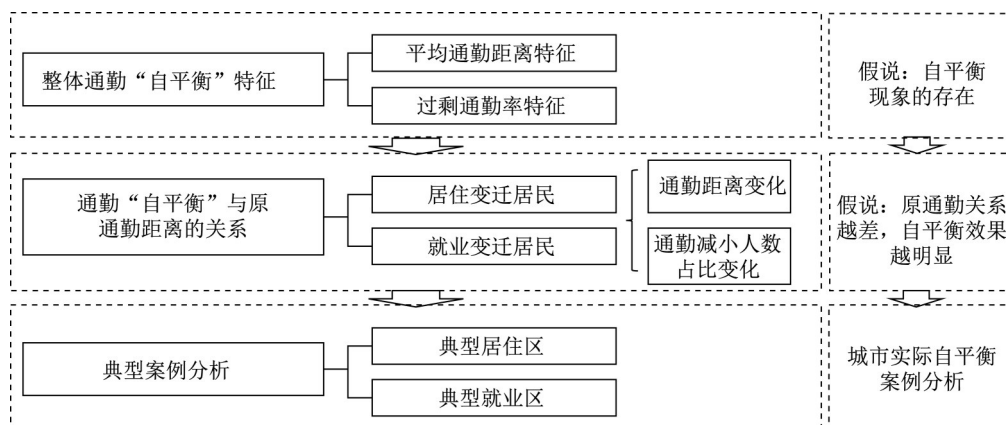 整体通勤“自平衡”特征
平均通勤距离特征
过剩通勤率特征
假说：自平衡
现象的存在
通勤“自平衡”与原
通勤距离的关系
居住变迁居民
就业变迁居民
通勤距离变化
通勤减小人数
占比变化
假说：原通勤关系
越差，自平衡效果
越明显
典型案例分析
典型居住区
典型就业区
城市实际自平衡
案例分析